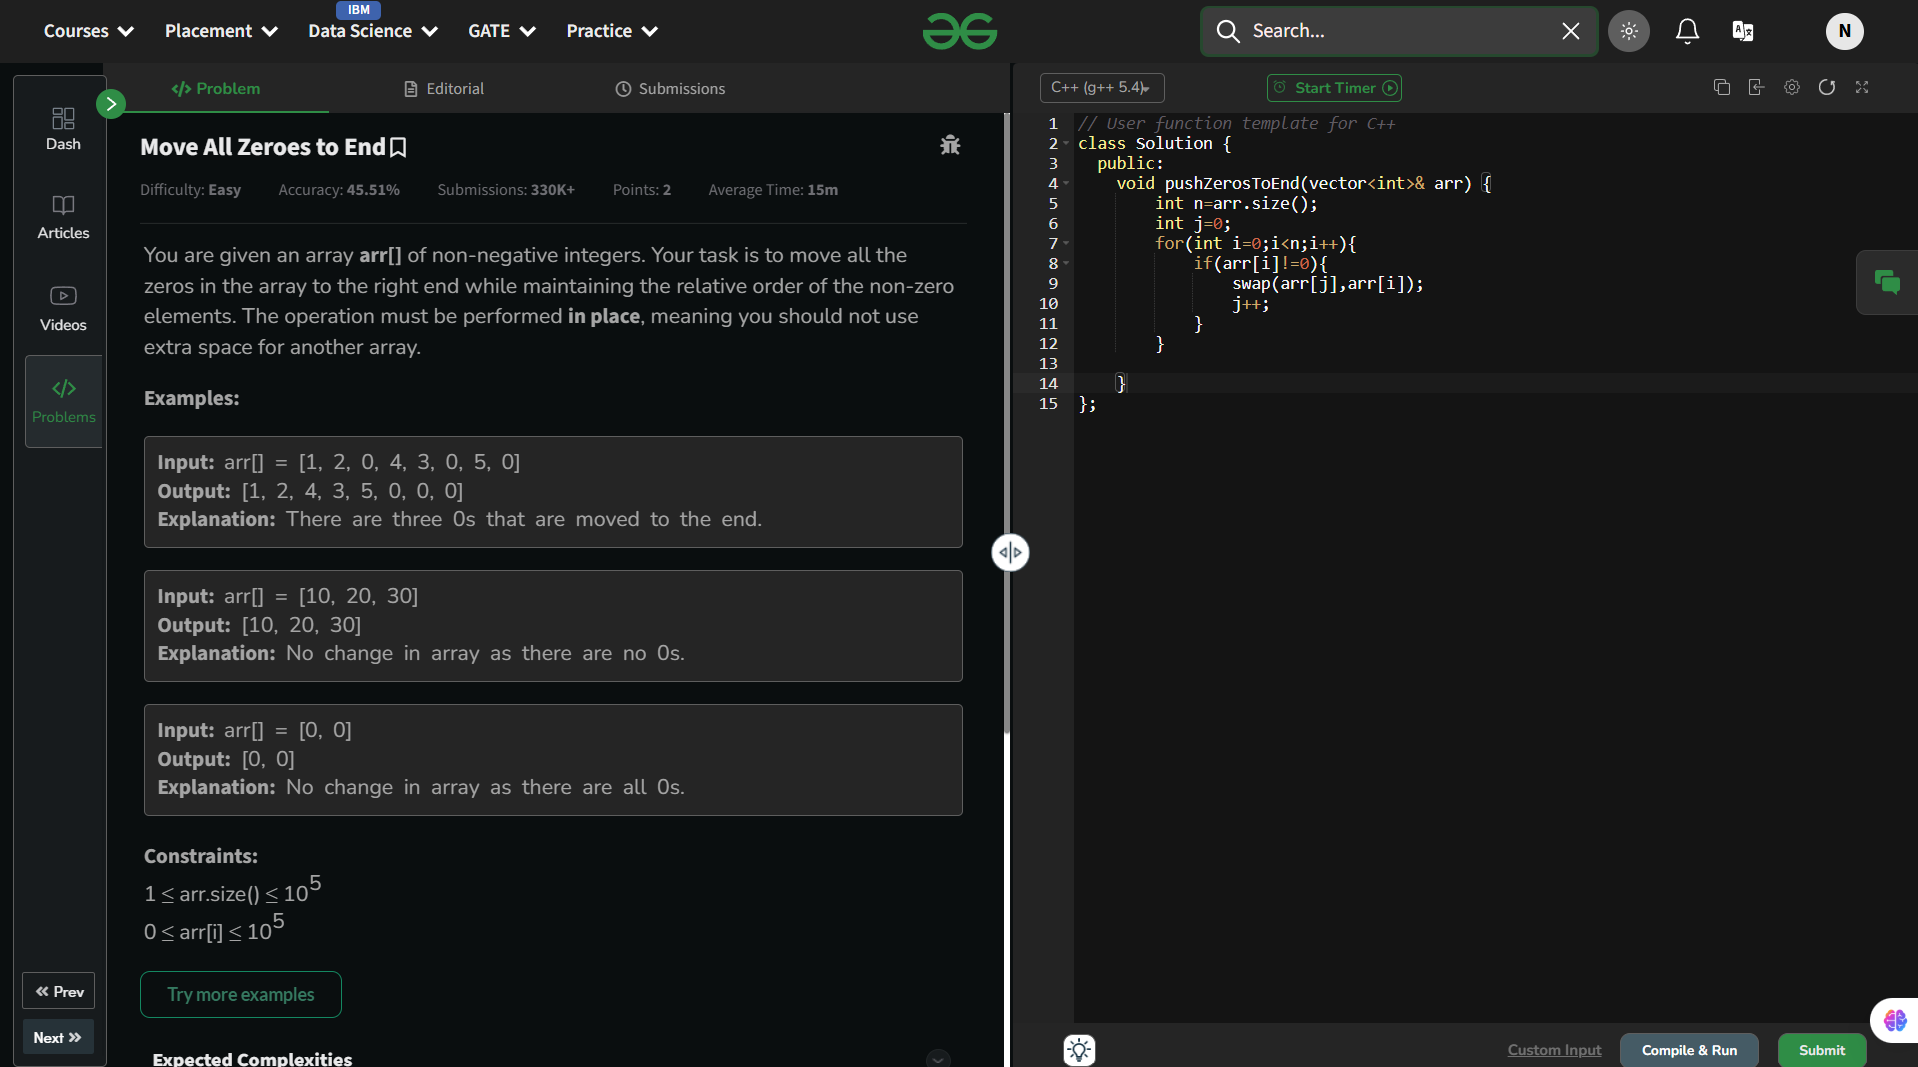 IBM
Courses Placement Data Science GATE Practice
Search...
N
Dash
Articles
Videos
Problems
Prev
Next
Problem Editorial Submissions
Move All Zeroes to End
Difficulty: Easy Accuracy: 45.51% Submissions: 330K+ Points: 2 Average Time: 15m
You are given an array arr[] of non-negative integers. Your task is to move all the
zeros in the array to the right end while maintaining the relative order of the non-zero
elements. The operation must be performed in place, meaning you should not use
extra space for another array.
Examples:
Input: arr[] = [1, 2, 0, 4, 3, 0, 5, 0]
Output: [1, 2, 4, 3, 5, 0, 0, 0]
Explanation: There are three 0s that are moved to the end.
Input: arr[] = [10, 20, 30]
Output: [10, 20, 30]
Explanation: No change in array as there are no 0s.
Input: arr[] = [0, 0]
Output: [0, 0]
Explanation: No change in array as there are all 0s.
Constraints:
1 ≤ arr.size() ≤ 10⁵
0 ≤ arr[i] ≤ 10⁵
Try more examples
Expected Complexities
C++ (g++ 5.4) Start Timer
1 // User function template for C++
2 class Solution {
3   public:
4     void pushZerosToEnd(vector<int>& arr) {
5         int n=arr.size();
6         int j=0;
7         for(int i=0;i<n;i++){
8             if(arr[i]!=0){
9                 swap(arr[j],arr[i]);
10                 j++;
11             }
12         }
13
14     }
15 };
Custom Input Compile & Run Submit